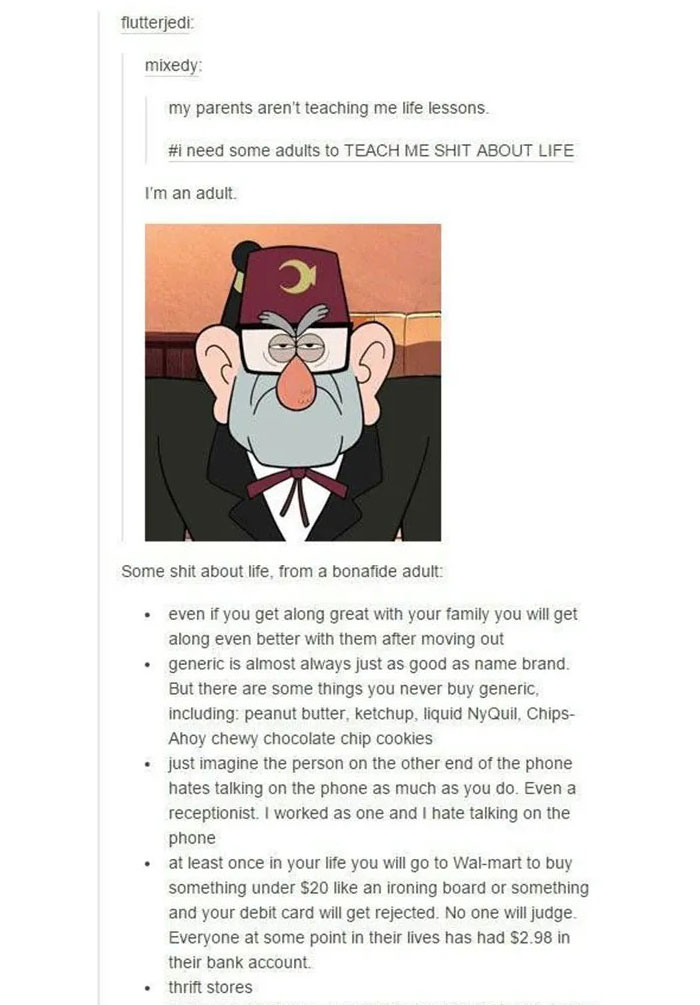 flutterjedi:
mixedy:
my parents aren't teaching me life lessons.
#i need some adults to TEACH ME SHIT ABOUT LIFE
I'm an adult.
Some shit about life, from a bonafide adult:
• even if you get along great with your family you will get
along even better with them after moving out
• generic is almost always just as good as name brand.
But there are some things you never buy generic,
including: peanut butter, ketchup, liquid NyQuil, Chips-
Ahoy chewy chocolate chip cookies
• just imagine the person on the other end of the phone
hates talking on the phone as much as you do. Even a
receptionist. I worked as one and I hate talking on the
phone
• at least once in your life you will go to Wal-mart to buy
something under $20 like an ironing board or something
and your debit card will get rejected. No one will judge.
Everyone at some point in their lives has had $2.98 in
their bank account.
• thrift stores